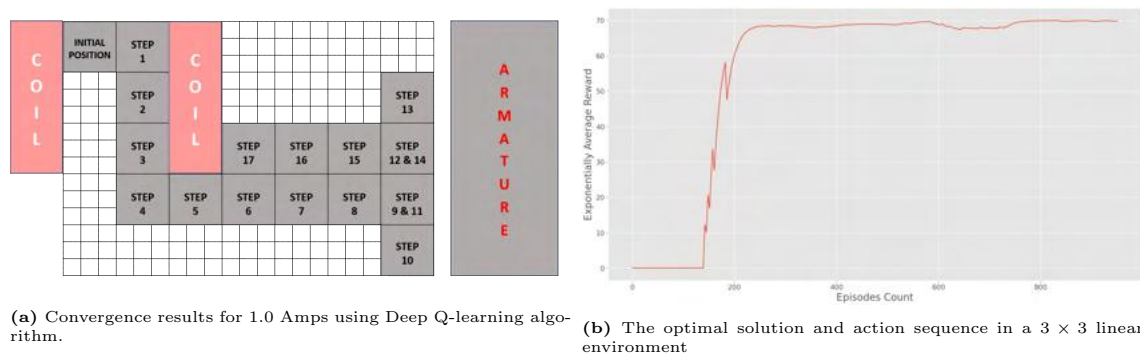 C
O
I
L
INITIAL
POSITION
STEP
1
C
O
I
L
STEP
2
STEP
13
STEP
3
STEP
17
STEP
16
STEP
15
STEP
12 & 14
STEP
4
STEP
5
STEP
6
STEP
7
STEP
8
STEP
9 & 11
STEP
10
A
R
M
A
T
U
R
E
(a) Convergence results for 1.0 Amps using Deep Q-learning algo-
rithm.
70
60
50
40
30
20
10
0
Exponentially Average Reward
0 200 400 600 800
Episodes Count
(b) The optimal solution and action sequence in a 3 × 3 linear
environment